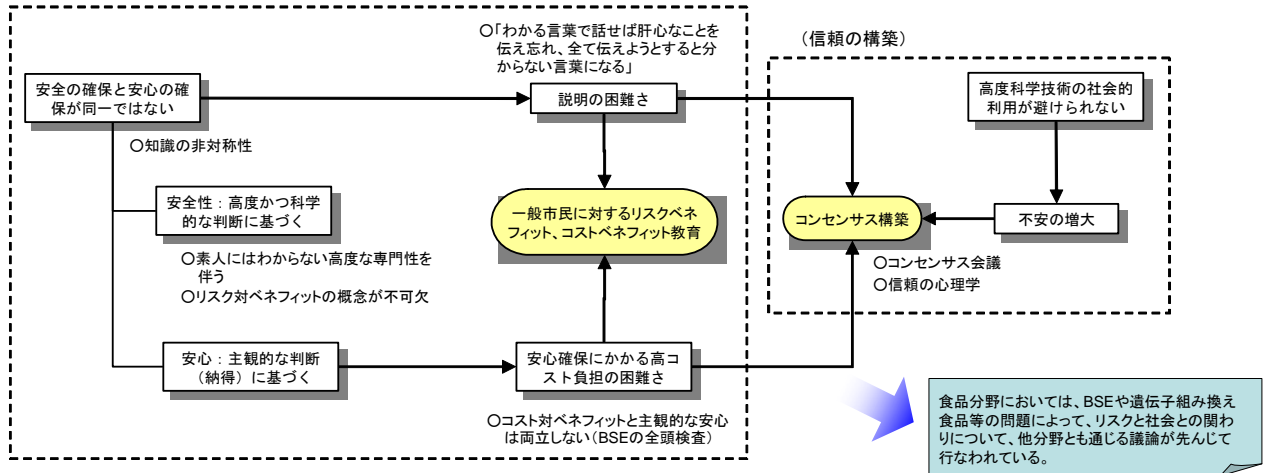 ○「わかる言葉で話せば肝心なことを
伝え忘れ、全て伝えようとすると分
からない言葉になる」
（信頼の構築）
安全の確保と安心の確
保が同一ではない
説明の困難さ
高度科学技術の社会的
利用が避けられない
○知識の非対称性
安全性：高度かつ科学
的な判断に基づく
一般市民に対するリスクベネ
フィット、コストベネフィット教育
コンセンサス構築
不安の増大
○素人にはわからない高度な専門性を
伴う
○リスク対ベネフィットの概念が不可欠
○コンセンサス会議
○信頼の心理学
安心：主観的な判断
（納得）に基づく
安心確保にかかる高コ
スト負担の困難さ
○コスト対ベネフィットと主観的な安心
は両立しない（BSEの全頭検査）
食品分野においては、BSEや遺伝子組み換え
食品等の問題によって、リスクと社会との関わ
りについて、他分野とも通じる議論が先んじて
行なわれている。